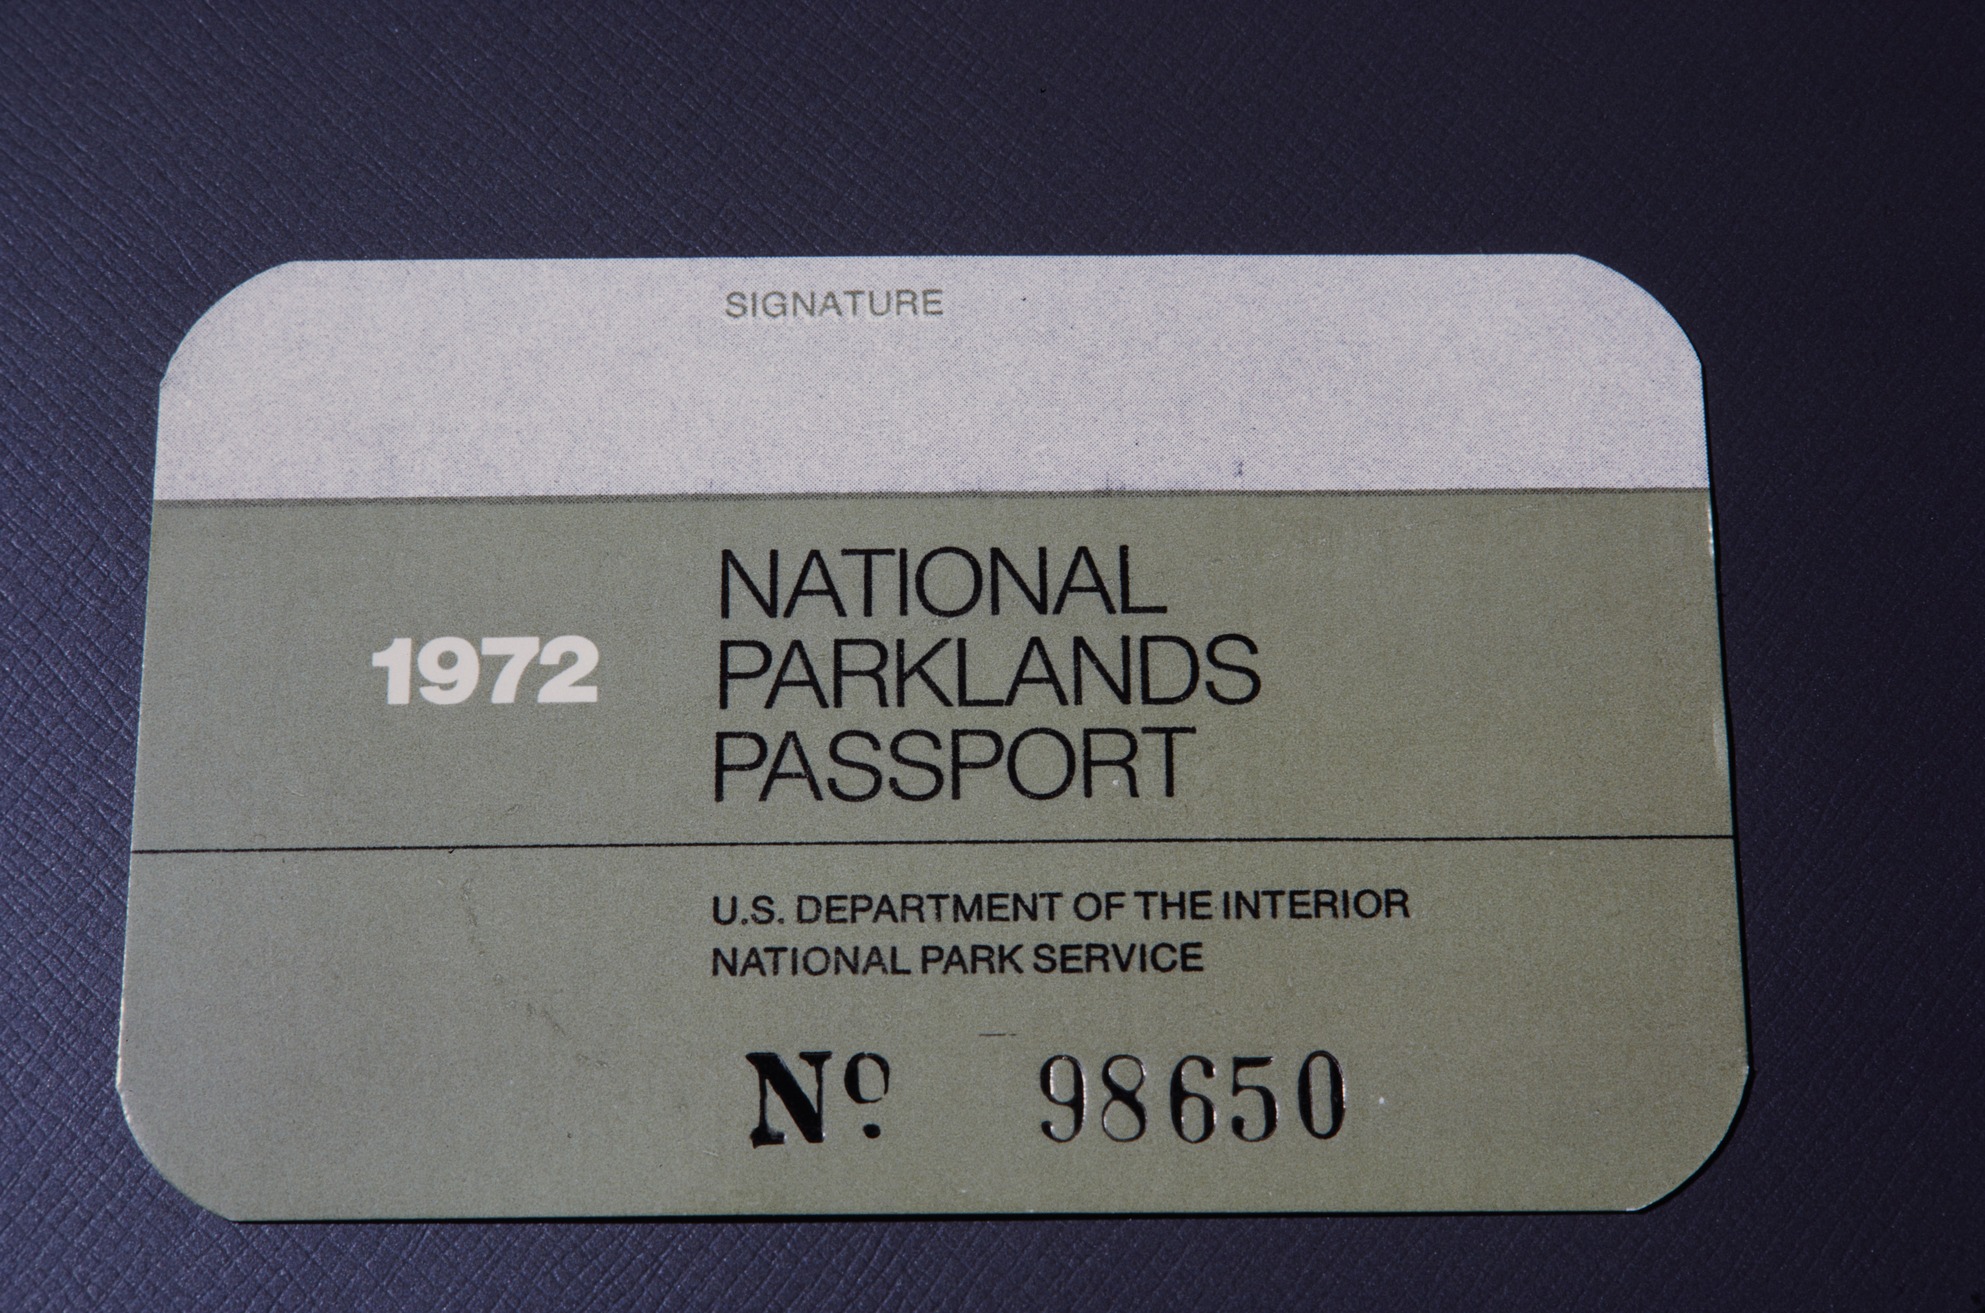 SIGNATURE
1972
NATIONAL
PARKLANDS
PASSPORT
U.S. DEPARTMENT OF THE INTERIOR
NATIONAL PARK SERVICE
Nº 98650